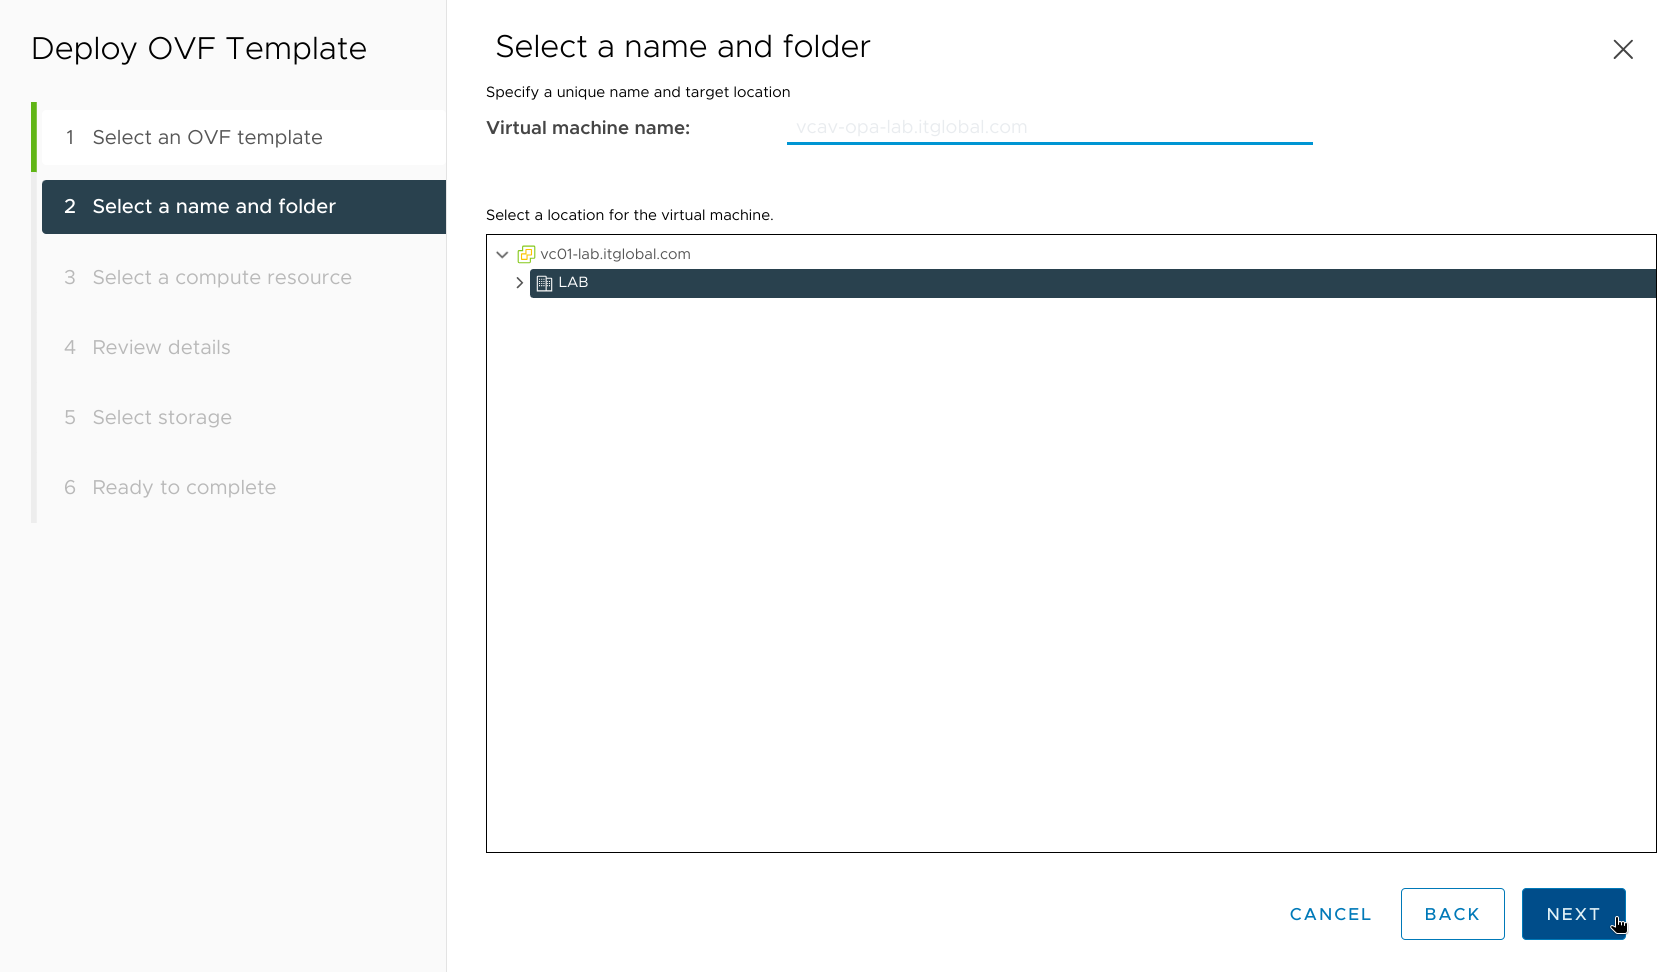 Deploy OVF Template
1 Select an OVF template
2 Select a name and folder
3 Select a compute resource
4 Review details
5 Select storage
6 Ready to complete
Select a name and folder
Specify a unique name and target location
Virtual machine name:
vcav-opa-lab.itglobal.com
Select a location for the virtual machine.
vc01-lab.itglobal.com
LAB
CANCEL
BACK
NEXT